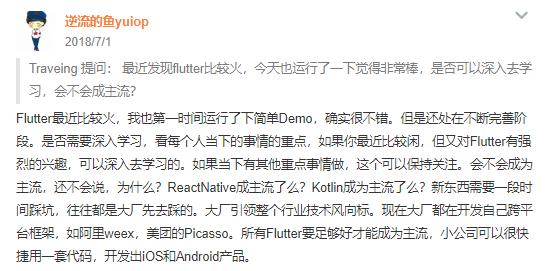 逆流的鱼yuiop
2018/7/1
Traveing 提问： 最近发现flutter比较火，今天也运行了一下觉得非常棒，是否可以深入去学
习，会不会成主流?
Flutter最近比较火，我也第一时间运行了下简单Demo，确实很不错。但是还处在不断完善阶
段。是否需要深入学习，看每个人当下的事情的重点，如果你最近比较闲，但又对Flutter有强
烈的兴趣，可以深入去学习的。如果当下有其他重点事情做，这个可以保持关注。会不会成为
主流，还不会说，为什么？ReactNative成主流了么？Kotlin成为主流了么？新东西需要一段时
间踩坑，往往都是大厂先去踩的。大厂引领整个行业技术风向标。现在大厂都在开发自己跨平
台框架，如阿里weex，美团的Picasso。所有Flutter要足够好才能成为主流，小公司可以很快
捷用一套代码，开发出iOS和Android产品。